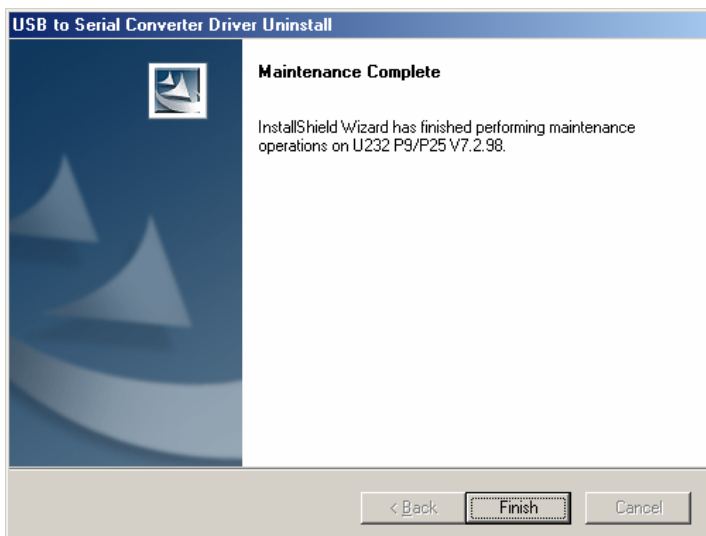 USB to Serial Converter Driver Uninstall
Maintenance Complete
InstallShield Wizard has finished performing maintenance
operations on U232 P9/P25 V7.2.98.
< Back
Finish
Cancel